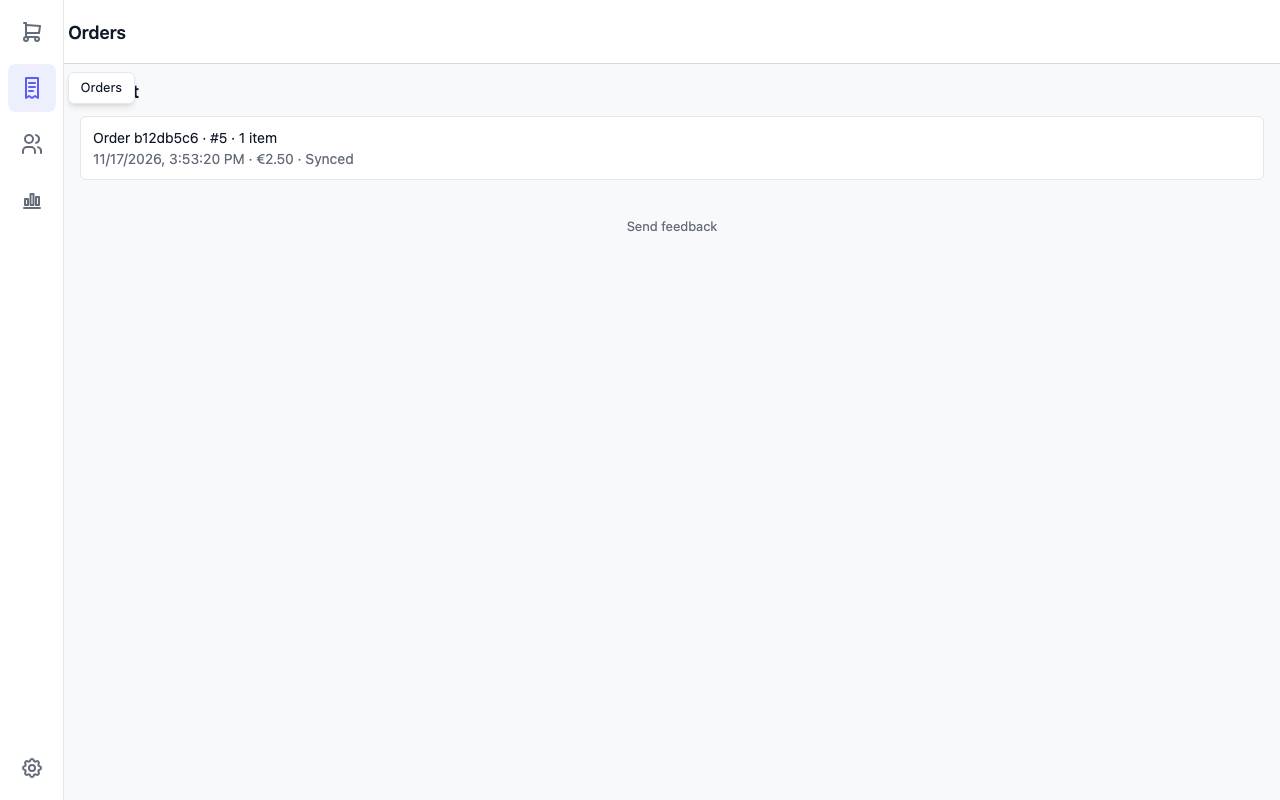 Orders
Orders
Order b12db5c6 · #5 · 1 item
11/17/2026, 3:53:20 PM · €2.50 · Synced
Send feedback